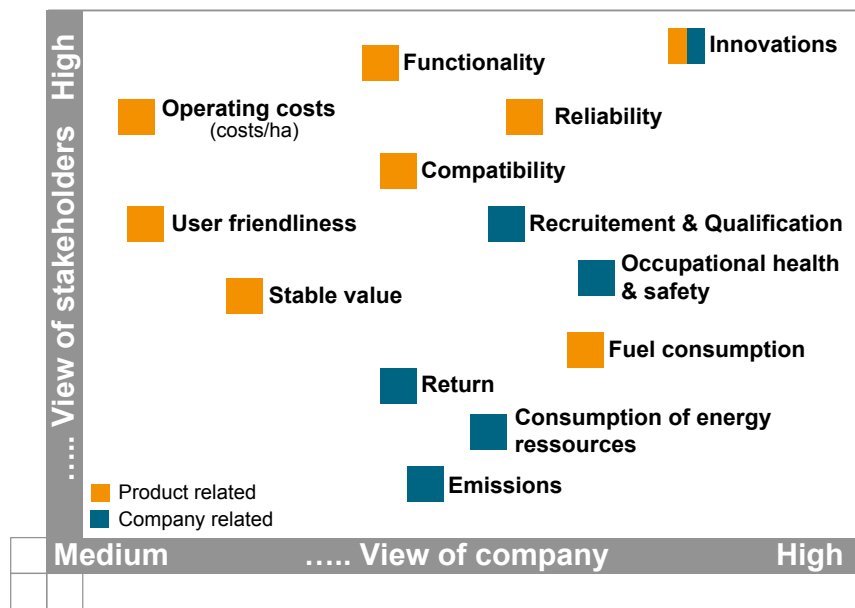 Innovations
Functionality
Operating costs
(costs/ha)
Reliability
Compatibility
User friendliness
Recruitement & Qualification
Occupational health
& safety
Stable value
Fuel consumption
Return
Consumption of energy
ressources
Emissions
Product related
Company related
..... View of stakeholders High
Medium ..... View of company High